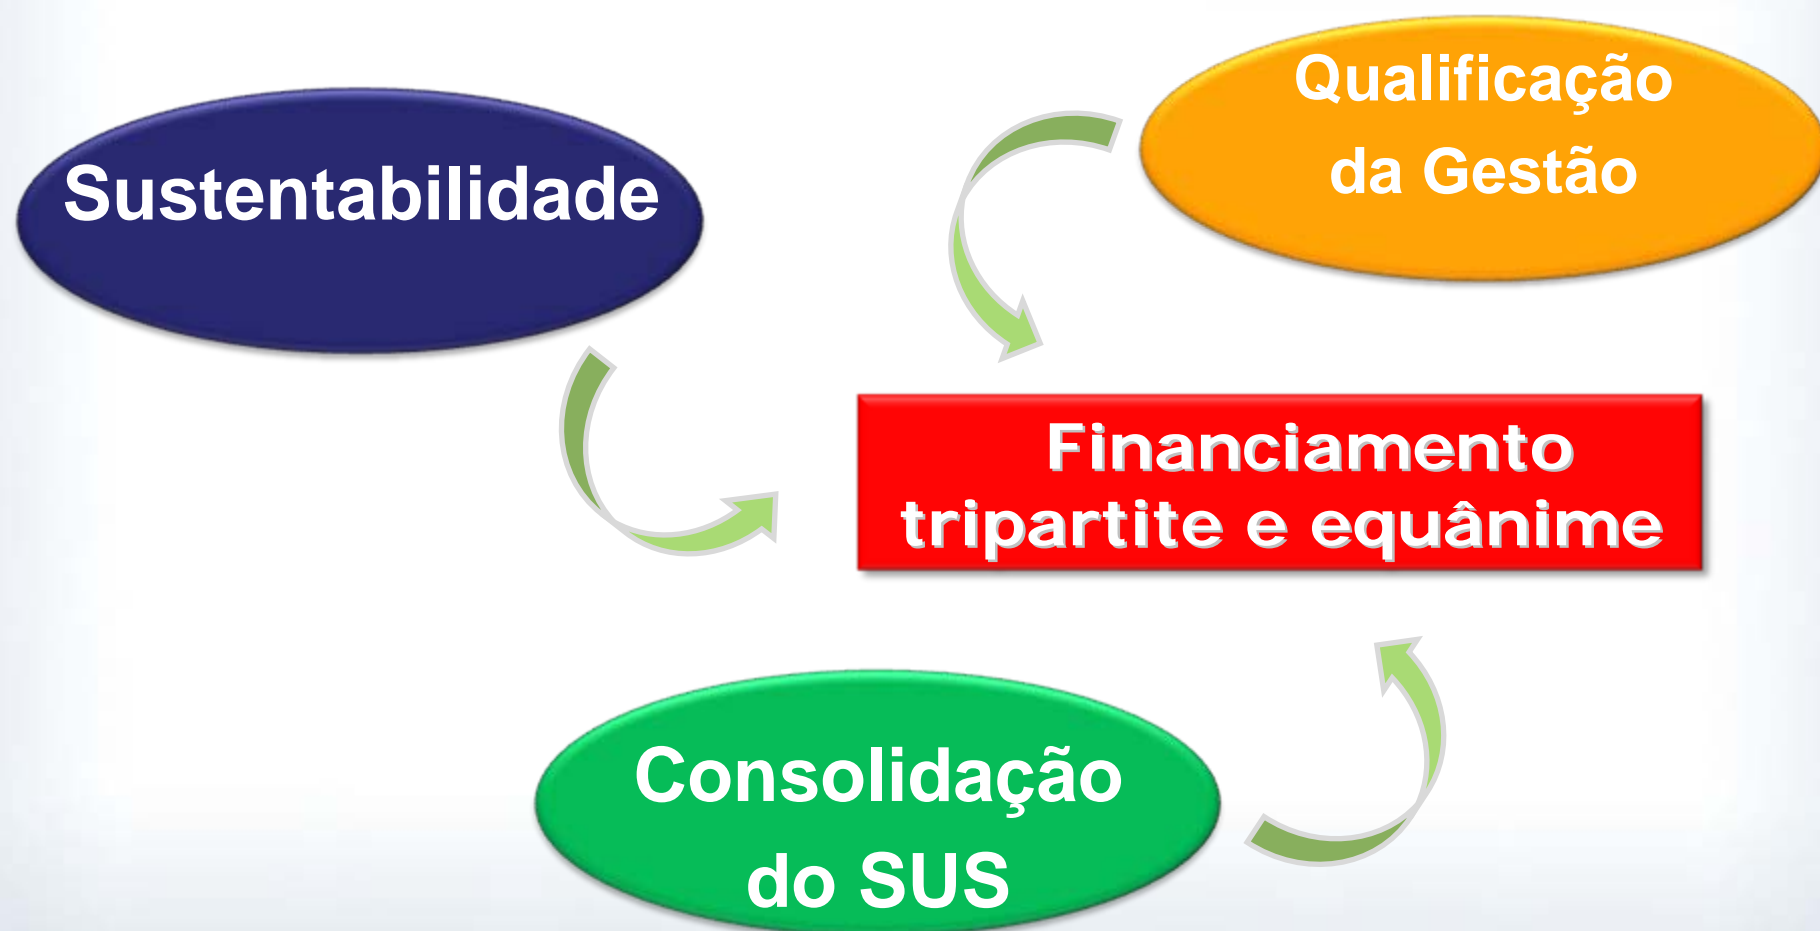 Qualificação
da Gestão
Sustentabilidade
Financiamento
tripartite e equânime
Consolidação
do SUS